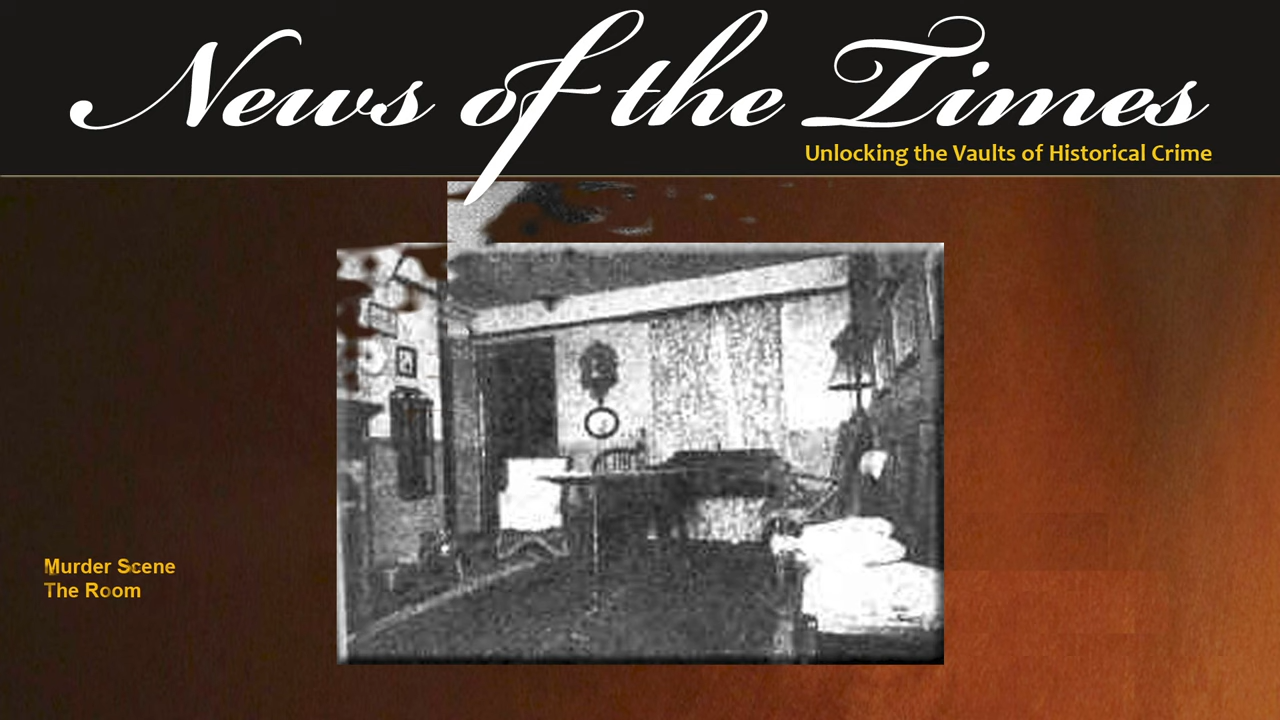 News of the Times
Unlocking the Vaults of Historical Crime
Murder Scene
The Room